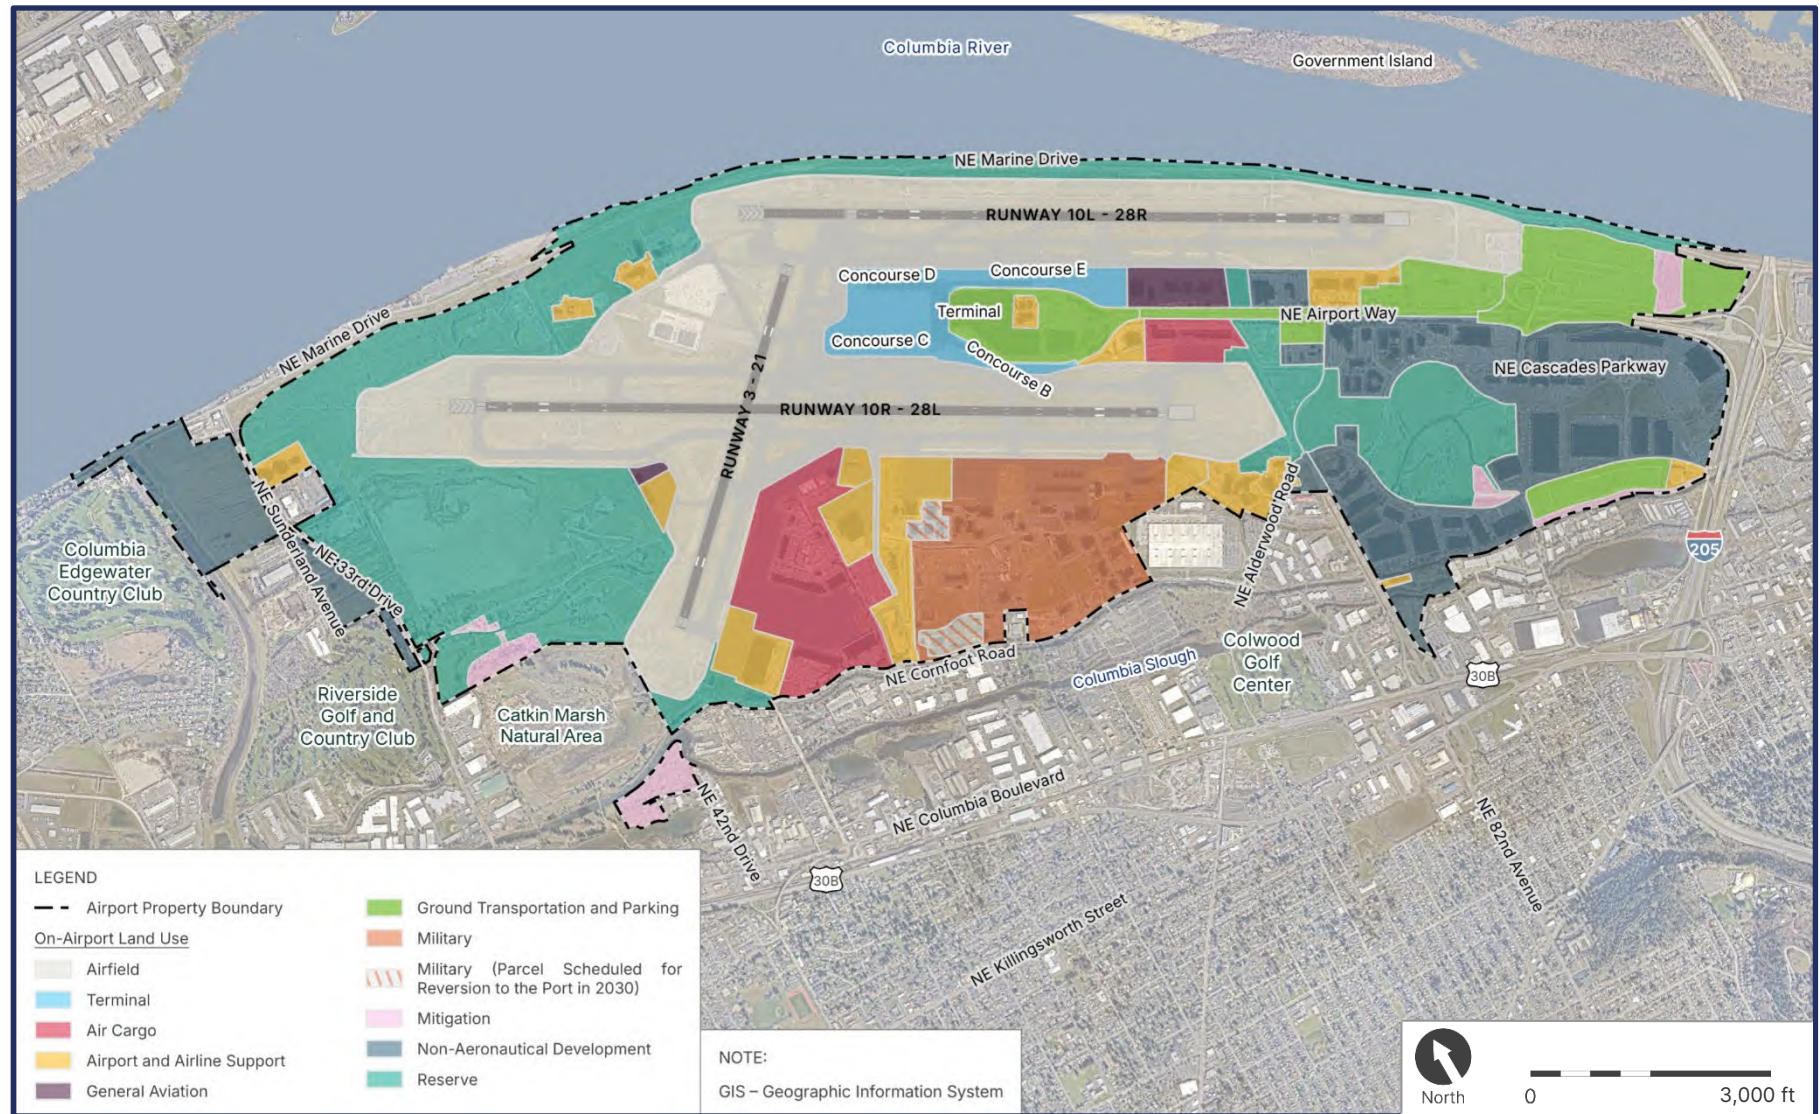 Columbia River
Government Island
NE Marine Drive
RUNWAY 10L - 28R
Concourse D
Concourse E
Terminal
NE Airport Way
Concourse C
Concourse B
NE Marine Drive
NE Cascades Parkway
RUNWAY 3 - 21
RUNWAY 10R - 28L
NE Sunderland Avenue
NE 33rd Drive
NE Alderwood Road
205
Columbia
Edgewater
Country Club
Riverside
Golf and
Country Club
Catkin Marsh
Natural Area
NE Cornfoot Road
Columbia Slough
Colwood
Golf
Center
30B
NE 42nd Drive
NE Columbia Boulevard
NE 82nd Avenue
30B
NE Killingsworth Street
LEGEND
Airport Property Boundary
On-Airport Land Use
Airfield
Terminal
Air Cargo
Airport and Airline Support
General Aviation
Ground Transportation and Parking
Military
Military (Parcel Scheduled for
Reversion to the Port in 2030)
Mitigation
Non-Aeronautical Development
Reserve
NOTE:
GIS – Geographic Information System
North
0
3,000 ft